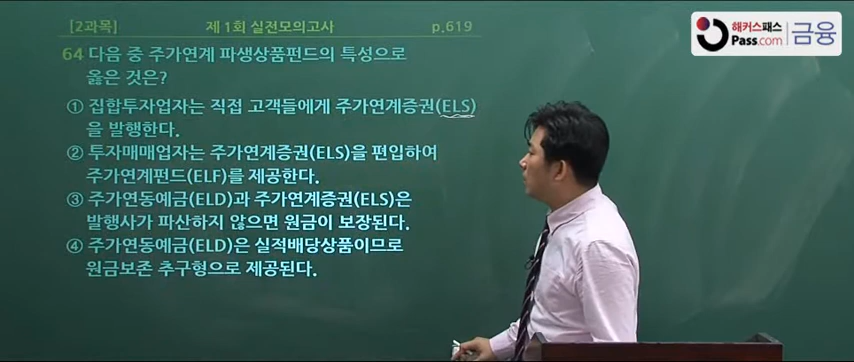 [2과목] 제 1회 실전모의고사 p.619
해커스패스
Pass.com 금융
64 다음 중 주가연계 파생상품펀드의 특성으로
옳은 것은?
① 집합투자업자는 직접 고객들에게 주가연계증권(ELS)
을 발행한다.
② 투자매매업자는 주가연계증권(ELS)을 편입하여
주가연계펀드(ELF)를 제공한다.
③ 주가연동예금(ELD)과 주가연계증권(ELS)은
발행사가 파산하지 않으면 원금이 보장된다.
④ 주가연동예금(ELD)은 실적배당상품이므로
원금보존 추구형으로 제공된다.